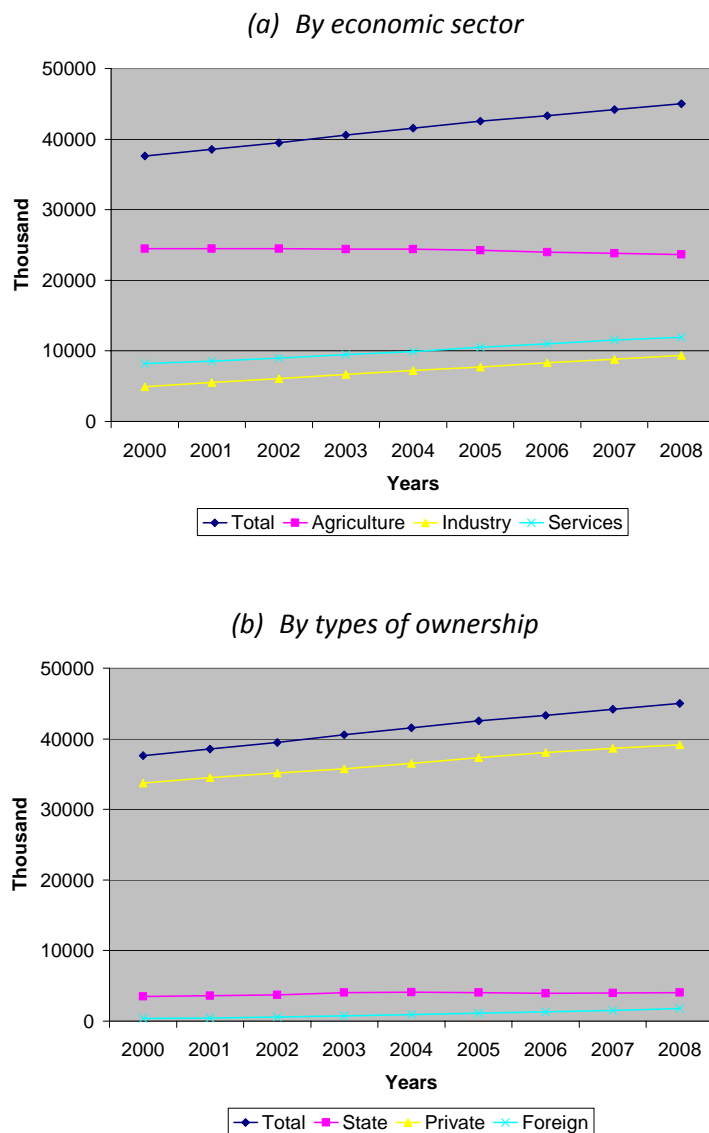 (a) By economic sector
50000
40000
30000
20000
10000
0
Thousand
2000 2001 2002 2003 2004 2005 2006 2007 2008
Years
Total Agriculture Industry Services
(b) By types of ownership
50000
40000
30000
20000
10000
0
Thousand
2000 2001 2002 2003 2004 2005 2006 2007 2008
Years
Total State Private Foreign